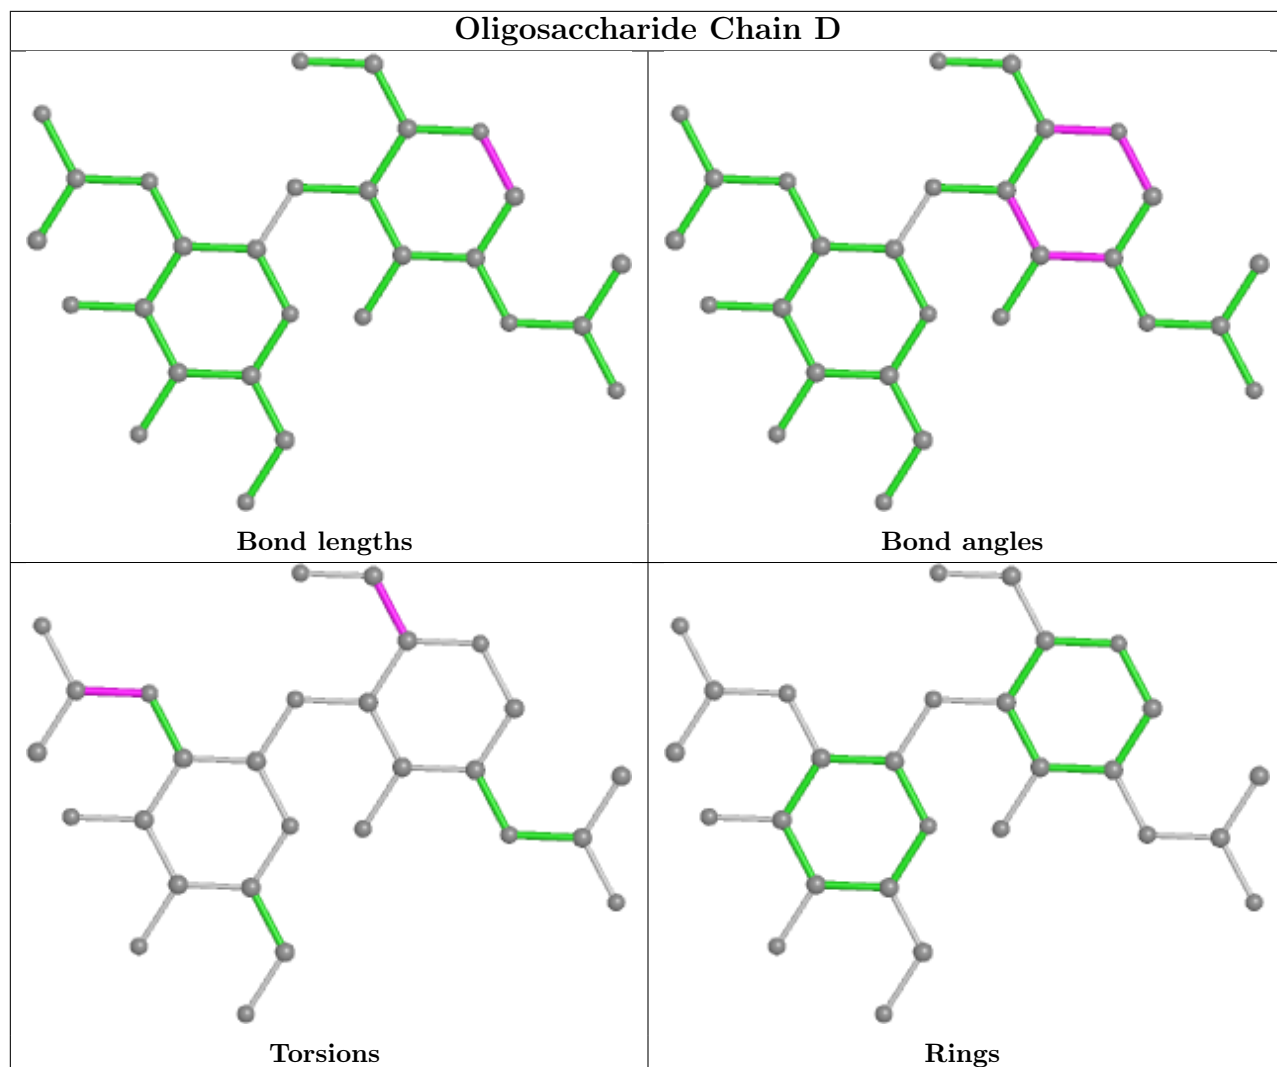 Oligosaccharide Chain D
Bond lengths
Bond angles
Torsions
Rings